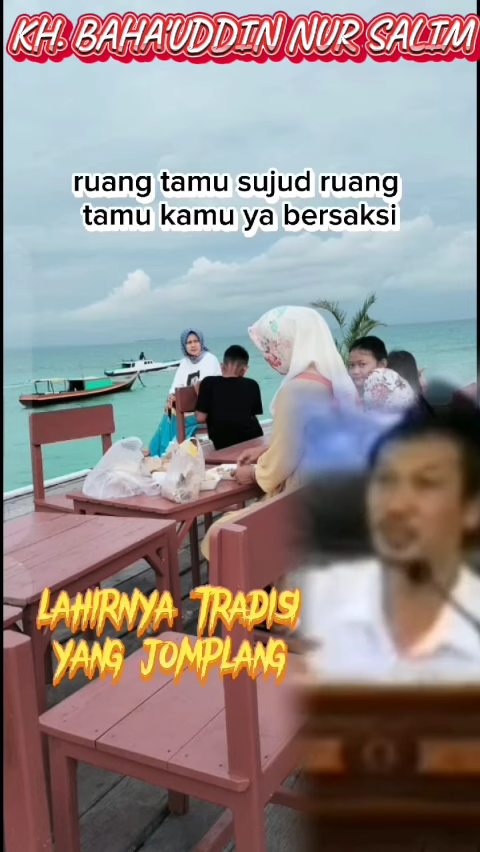 KH. BAHA'UDDIN NUR SALIM
ruang tamu sujud ruang
tamu kamu ya bersaksi
LAHIRNYA TRADISI
YANG JOMPLANG